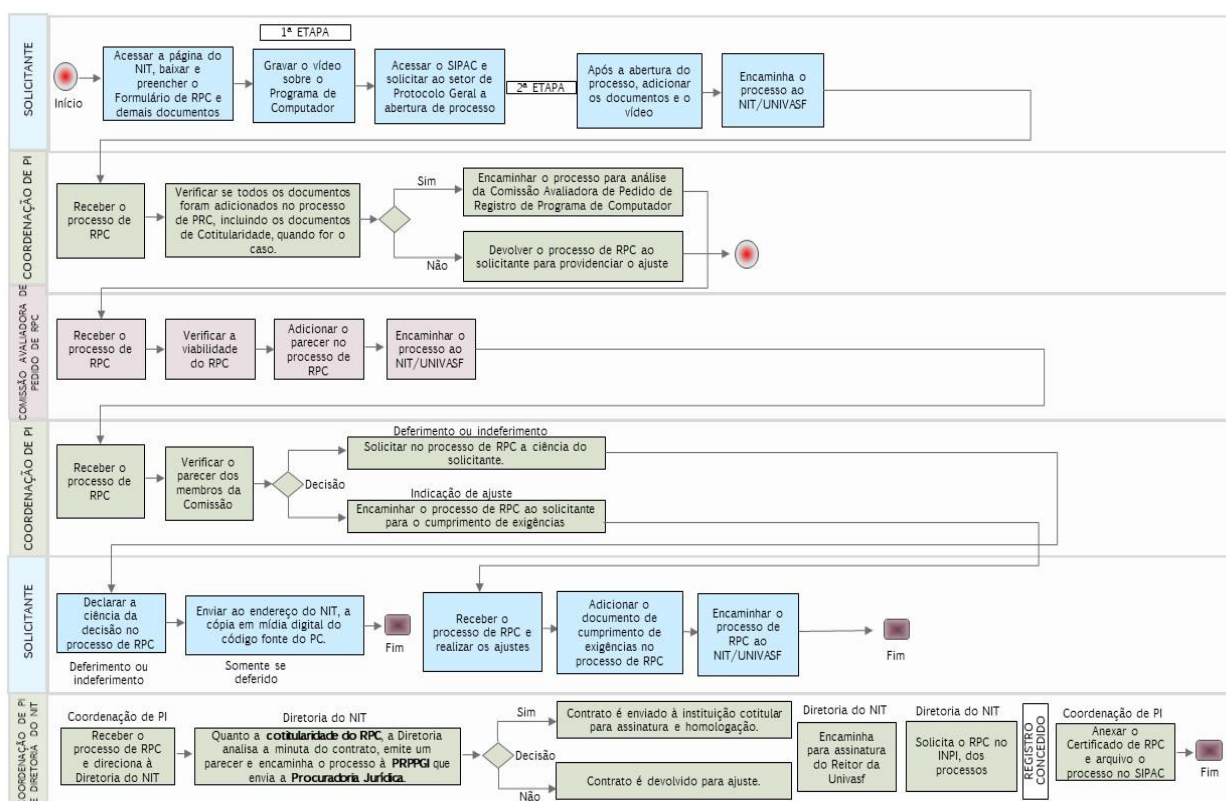 SOLICITANTE
Início
Acessar a página do
NIT, baixar e
preencher o
Formulário de RPC e
demais documentos
1ª ETAPA
Gravar o vídeo
sobre o
Programa de
Computador
Acessar o SIPAC e
solicitar ao setor de
Protocolo Geral a
abertura de processo
2ª ETAPA
Após a abertura do
processo, adicionar
os documentos e o
vídeo
Encaminha o
processo ao
NIT/UNIVASF
COORDENAÇÃO DE PI
Receber o
processo de
RPC
Verificar se todos os documentos
foram adicionados no processo
de PRC, incluindo os documentos
de Cotitularidade, quando for o
caso.
Sim
Encaminhar o processo para análise
da Comissão Avaliadora de Pedido de
Registro de Programa de Computador
Não
Devolver o processo de RPC ao
solicitante para providenciar o ajuste
COMISSÃO AVALIADORA DE
PEDIDO DE RPC
Receber o
processo de
RPC
Verificar a
viabilidade
do RPC
Adicionar o
parecer no
processo de
RPC
Encaminhar o
processo ao
NIT/UNIVASF
COORDENAÇÃO DE PI
Receber o
processo de
RPC
Verificar o
parecer dos
membros da
Comissão
Decisão
Deferimento ou indeferimento
Solicitar no processo de RPC a ciência do
solicitante.
Indicação de ajuste
Encaminhar o processo de RPC ao solicitante
para o cumprimento de exigências
SOLICITANTE
Declarar a
ciência da
decisão no
processo de RPC
Deferimento ou
indeferimento
Enviar ao endereço do NIT, a
cópia em mídia digital do
código fonte do PC.
Somente se
deferido
Fim
Receber o
processo de RPC e
realizar os ajustes
Adicionar o
documento de
cumprimento de
exigências no
processo de RPC
Encaminhar o
processo de
RPC ao
NIT/UNIVASF
Fim
COORDENAÇÃO DE PI
E DIRETORIA DO NIT
Coordenação de PI
Receber o
processo de RPC
e direciona à
Diretoria do NIT
Diretoria do NIT
Quanto a cotitularidade do RPC, a Diretoria
analisa a minuta do contrato, emite um
parecer e encaminha o processo à PRPPGI que
envia a Procuradoria Jurídica.
Sim
Decisão
Não
Contrato é enviado à instituição cotitular
para assinatura e homologação.
Contrato é devolvido para ajuste.
Diretoria do NIT
Encaminha
para assinatura
do Reitor da
Univasf
Diretoria do NIT
Solicita o RPC no
INPI, dos
processos
REGISTRO
CONCEDIDO
Coordenação de PI
Anexar o
Certificado de RPC
e arquivo o
processo no SIPAC
Fim